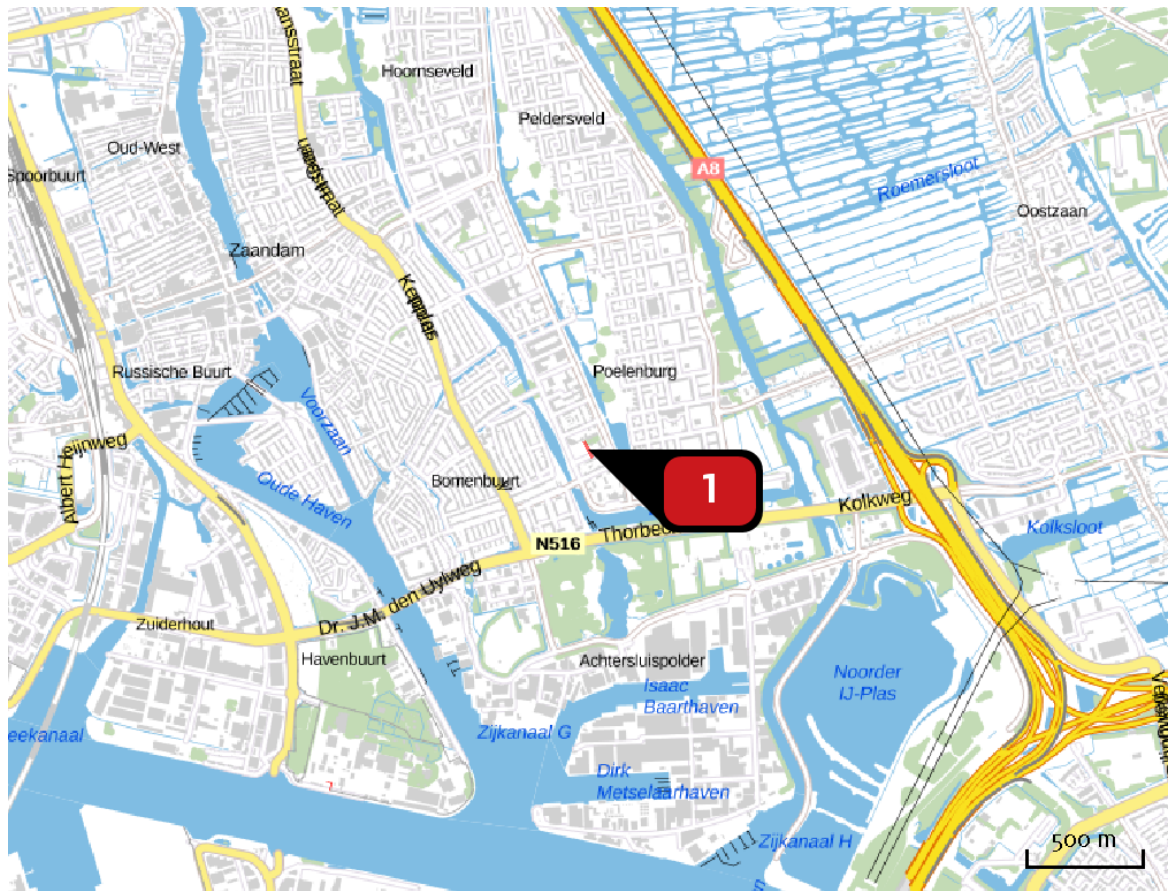 Hoornseveld
Peldersveld
Oud-West
A8
Spoorbuurt
Roemersloot
Oostzaan
Zaandam
Russische Buurt
Poelenburg
Voorzaan
Albert Heijnweg
Bomenbuurt
1
Oude Haven
Kolkweg
Thorbec
Kolksloot
N516
Dr. J.M. den Uylweg
Zuiderhout
Havenbuurt
Achtersluispolder
Noorder
IJ-Plas
Isaac
Baarthaven
eekanaal
Zijkanaal G
Dirk
Metselaarhaven
Zijkanaal H
500 m